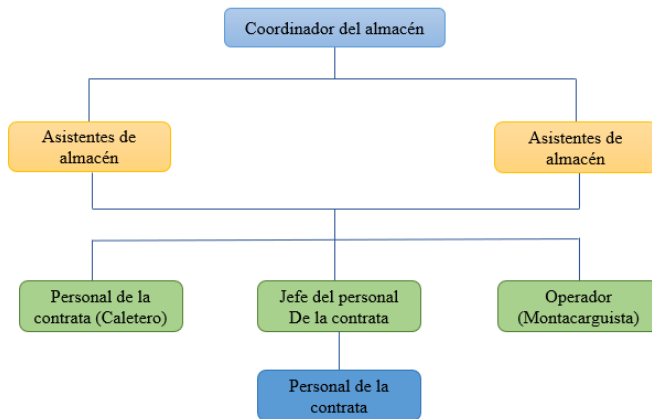 Coordinador del almacén
Asistentes de
almacén
Asistentes de
almacén
Personal de la
contrata (Caletero)
Jefe del personal
De la contrata
Operador
(Montacarguista)
Personal de la
contrata